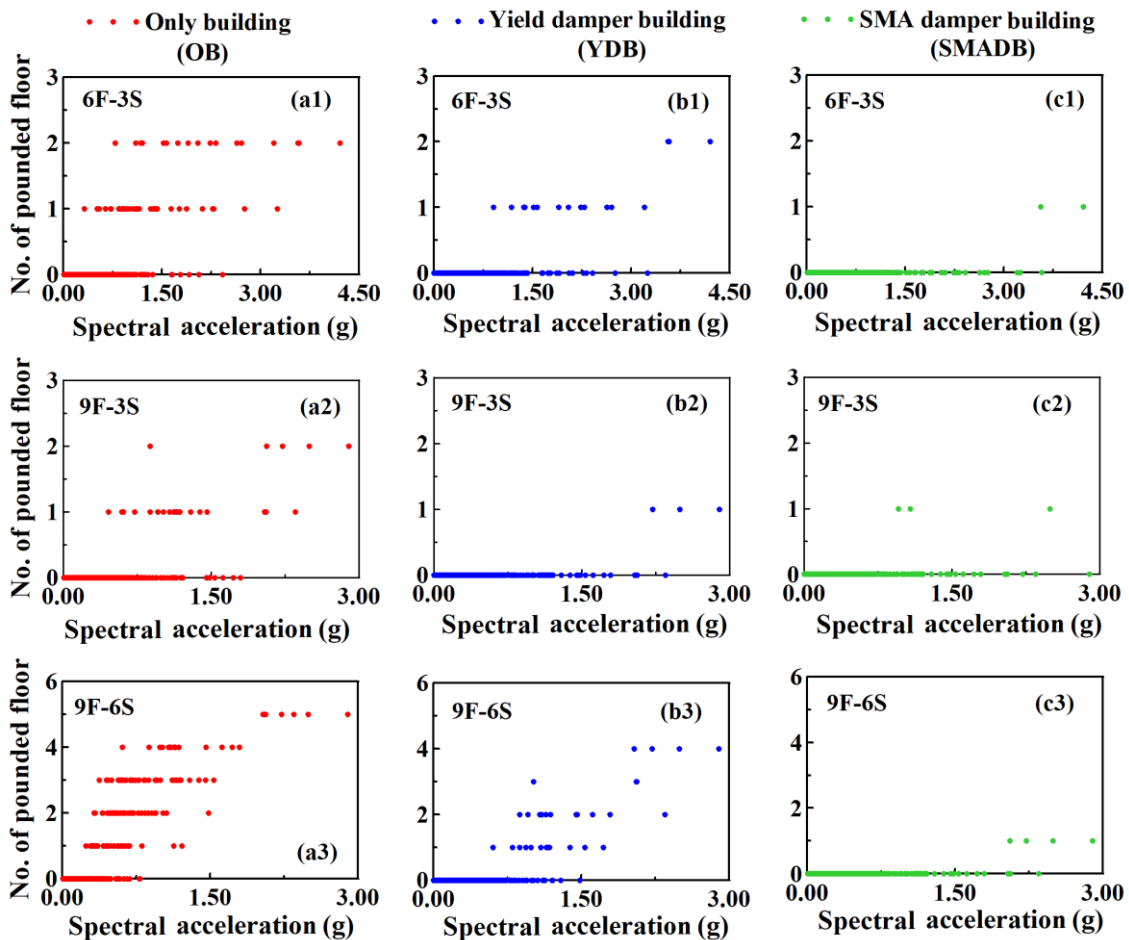 Only building
(OB)
Yield damper building
(YDB)
SMA damper building
(SMADB)
No. of pounded floor
3
2
1
0
6F-3S
(a1)
0.00 1.50 3.00 4.50
Spectral acceleration (g)
3
2
1
0
6F-3S
(b1)
0.00 1.50 3.00 4.50
Spectral acceleration (g)
3
2
1
0
6F-3S
(c1)
0.00 1.50 3.00 4.50
Spectral acceleration (g)
No. of pounded floor
3
2
1
0
9F-3S
(a2)
0.00 1.50 3.00
Spectral acceleration (g)
3
2
1
0
9F-3S
(b2)
0.00 1.50 3.00
Spectral acceleration (g)
3
2
1
0
9F-3S
(c2)
0.00 1.50 3.00
Spectral acceleration (g)
No. of pounded floor
6
4
2
0
9F-6S
(a3)
0.00 1.50 3.00
Spectral acceleration (g)
6
4
2
0
9F-6S
(b3)
0.00 1.50 3.00
Spectral acceleration (g)
6
4
2
0
9F-6S
(c3)
0.00 1.50 3.00
Spectral acceleration (g)